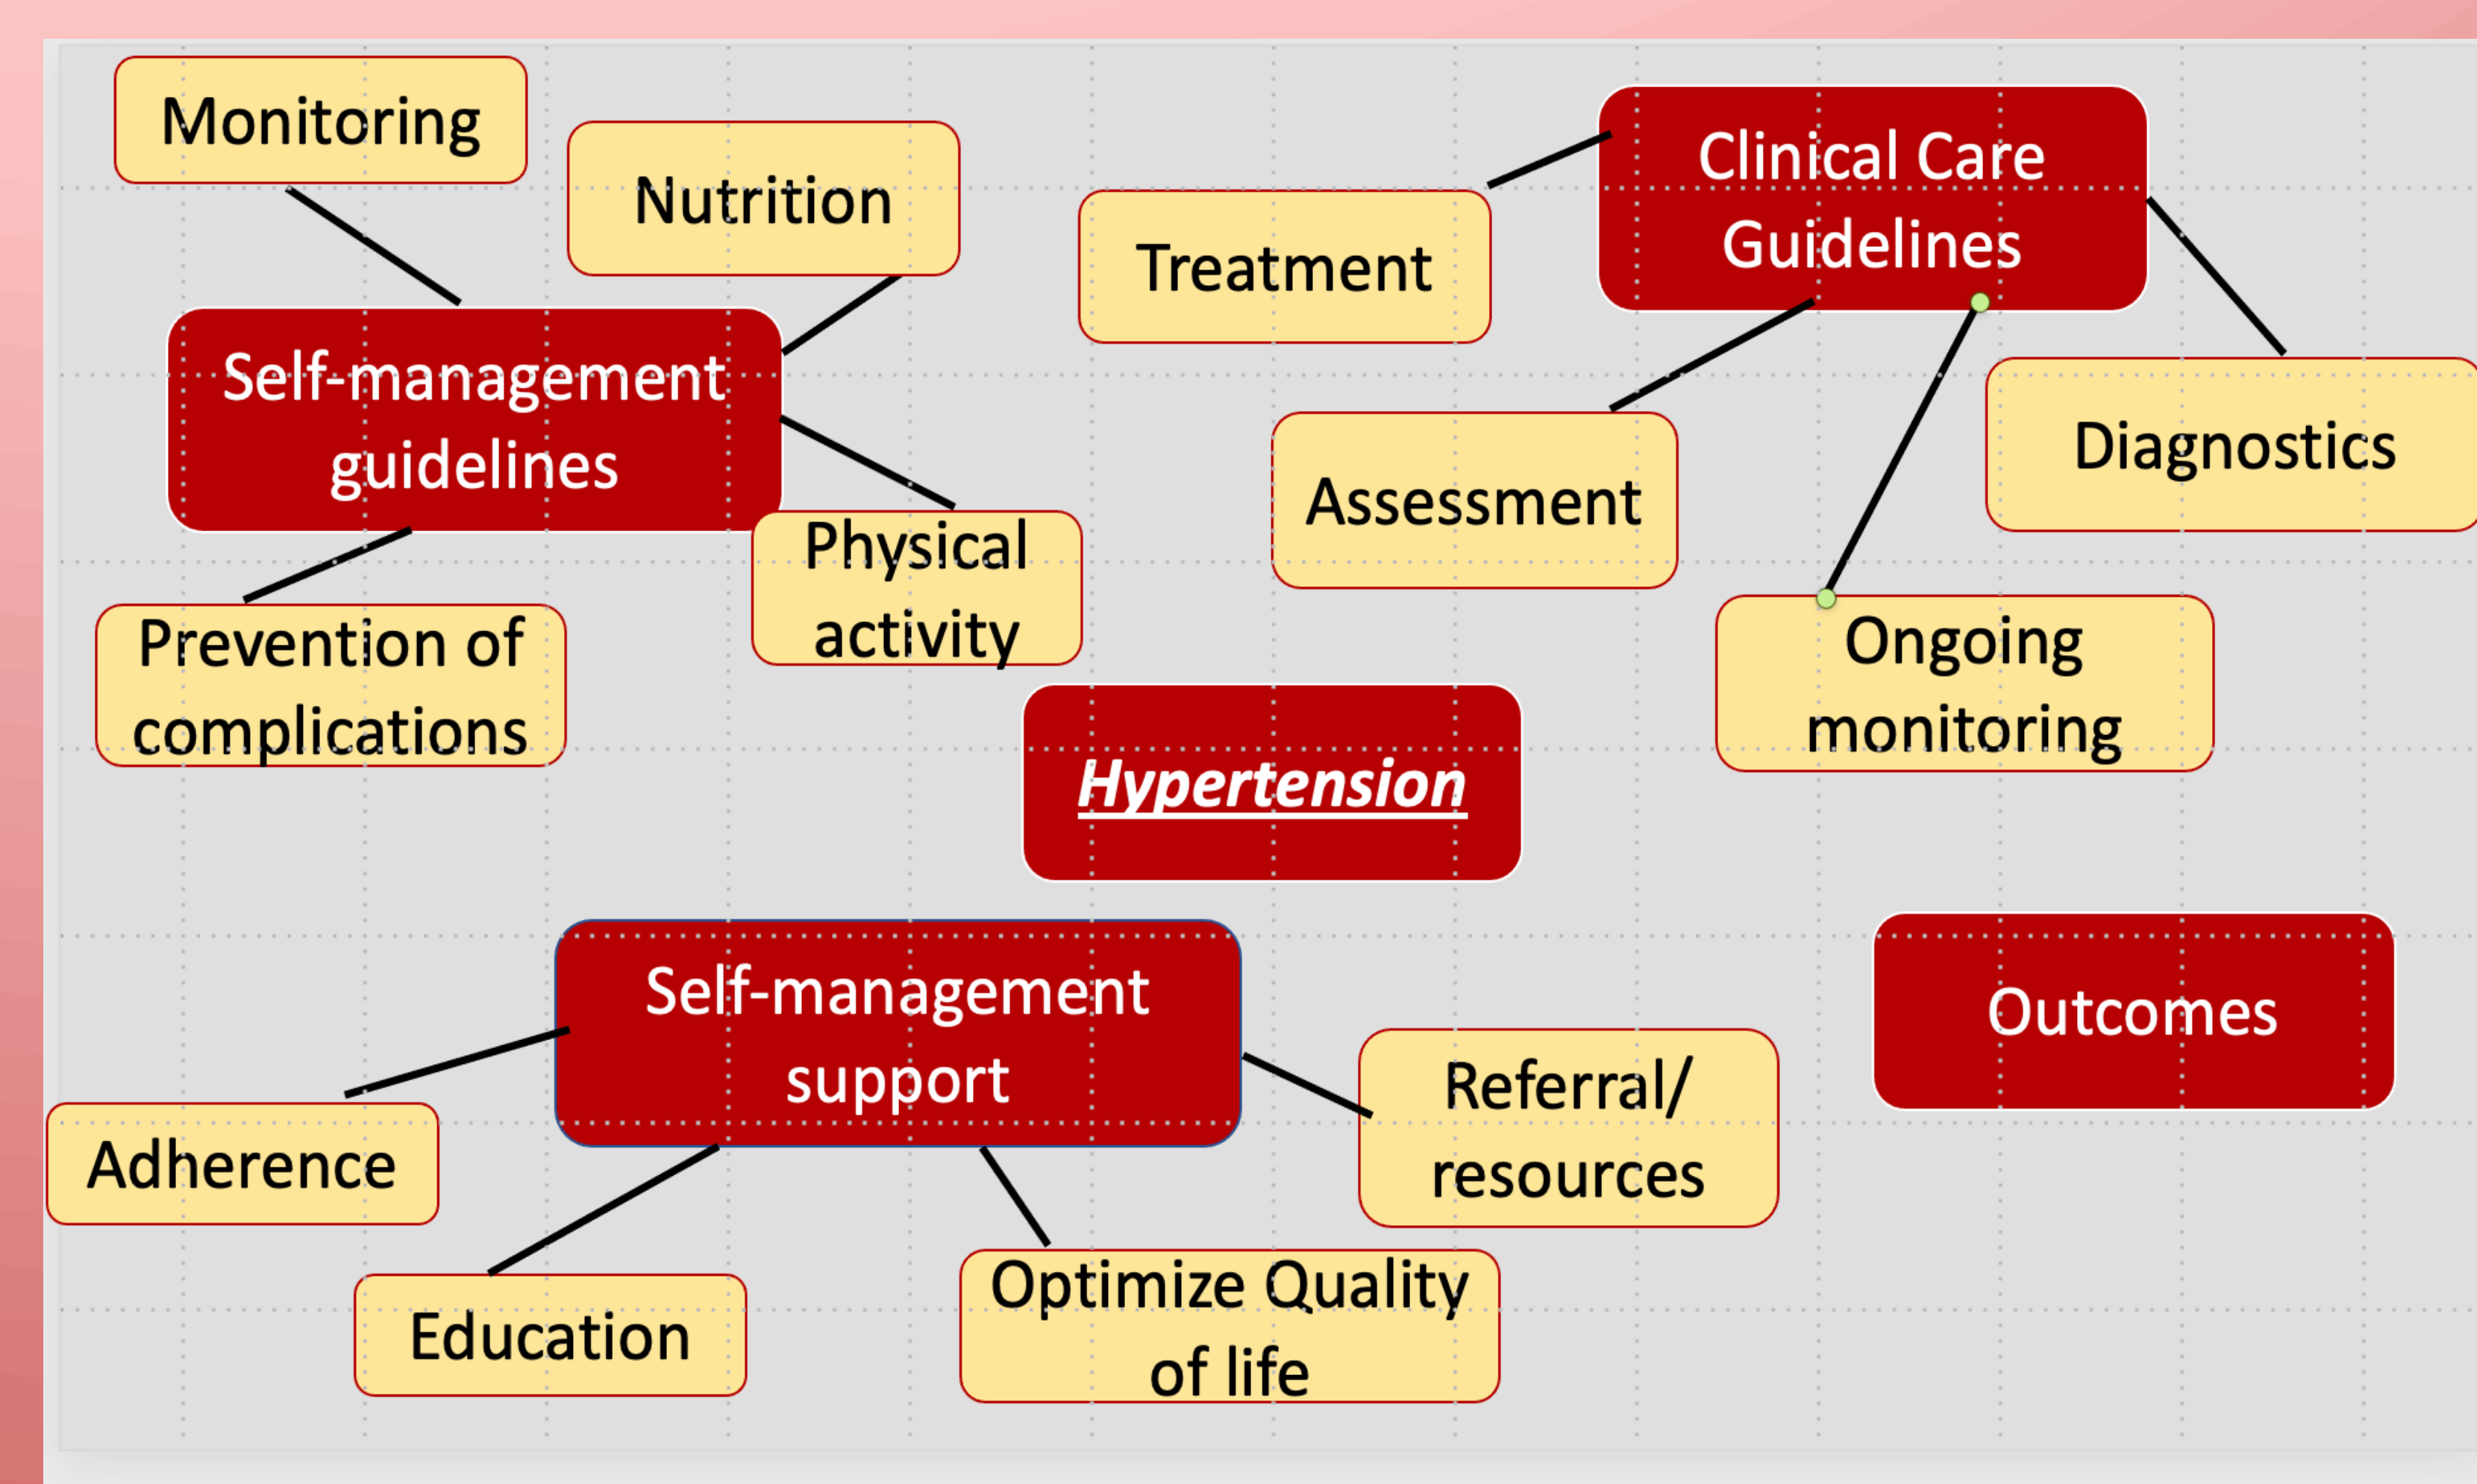 Monitoring
Nutrition
Self-management
guidelines
Physical
activity
Prevention of
complications
Clinical Care
Guidelines
Treatment
Assessment
Diagnostics
Ongoing
monitoring
Hypertension
Self-management
support
Adherence
Education
Optimize Quality
of life
Referral/
resources
Outcomes